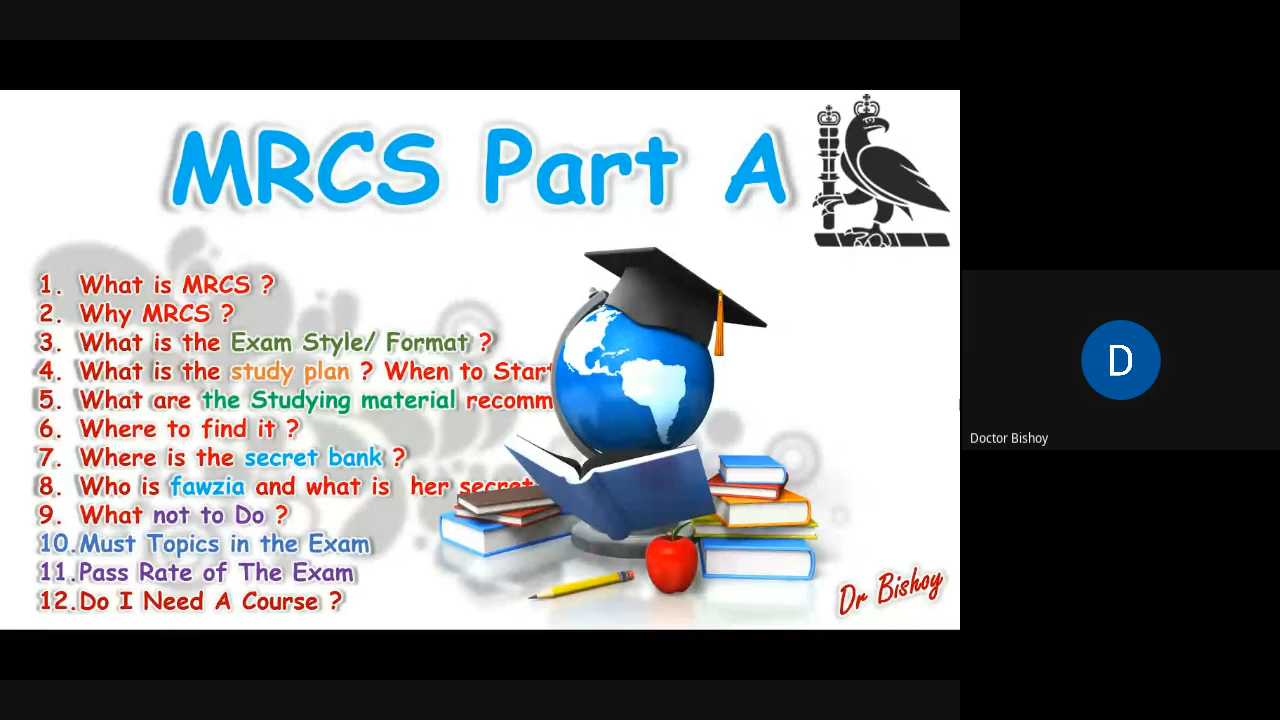 MRCS Part A
1. What is MRCS ?
2. Why MRCS ?
3. What is the Exam Style/ Format ?
4. What is the study plan ? When to Start
5. What are the Studying material recomm
6. Where to find it ?
7. Where is the secret bank ?
8. Who is fawzia and what is her secret
9. What not to Do ?
10. Must Topics in the Exam
11. Pass Rate of The Exam
12. Do I Need A Course ?
Dr Bishoy
D
Doctor Bishoy